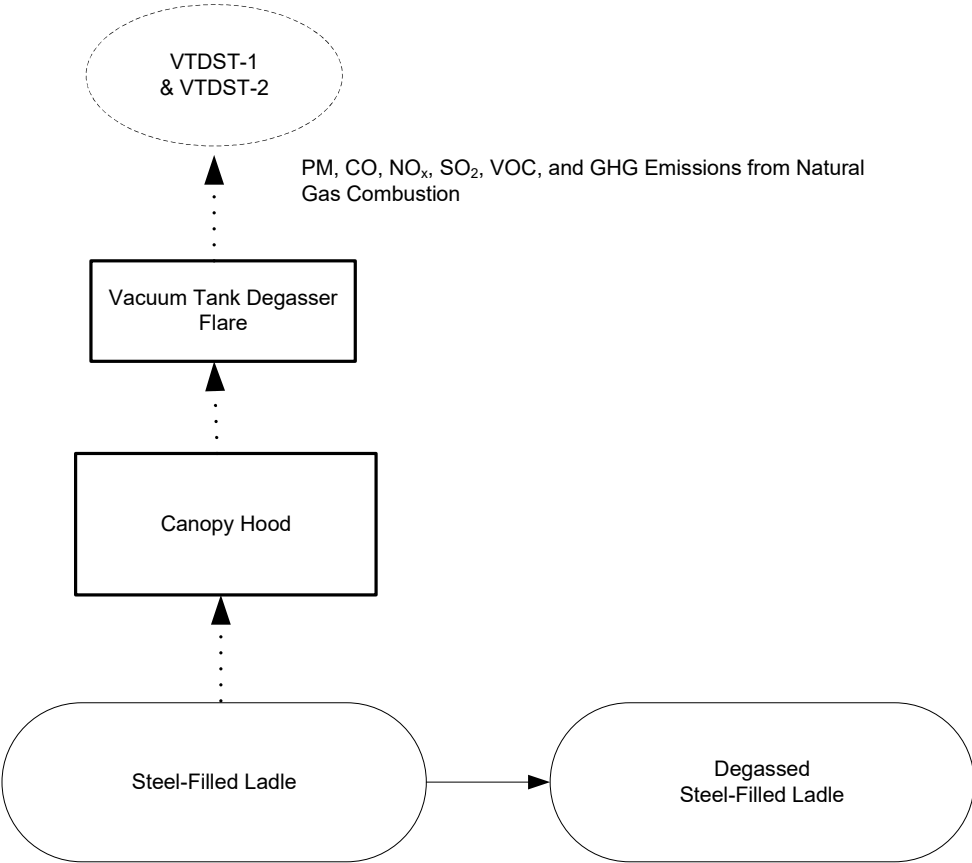 VTDST-1
& VTDST-2
PM, CO, NOx, SO2, VOC, and GHG Emissions from Natural
Gas Combustion
Vacuum Tank Degasser
Flare
Canopy Hood
Steel-Filled Ladle
Degassed
Steel-Filled Ladle